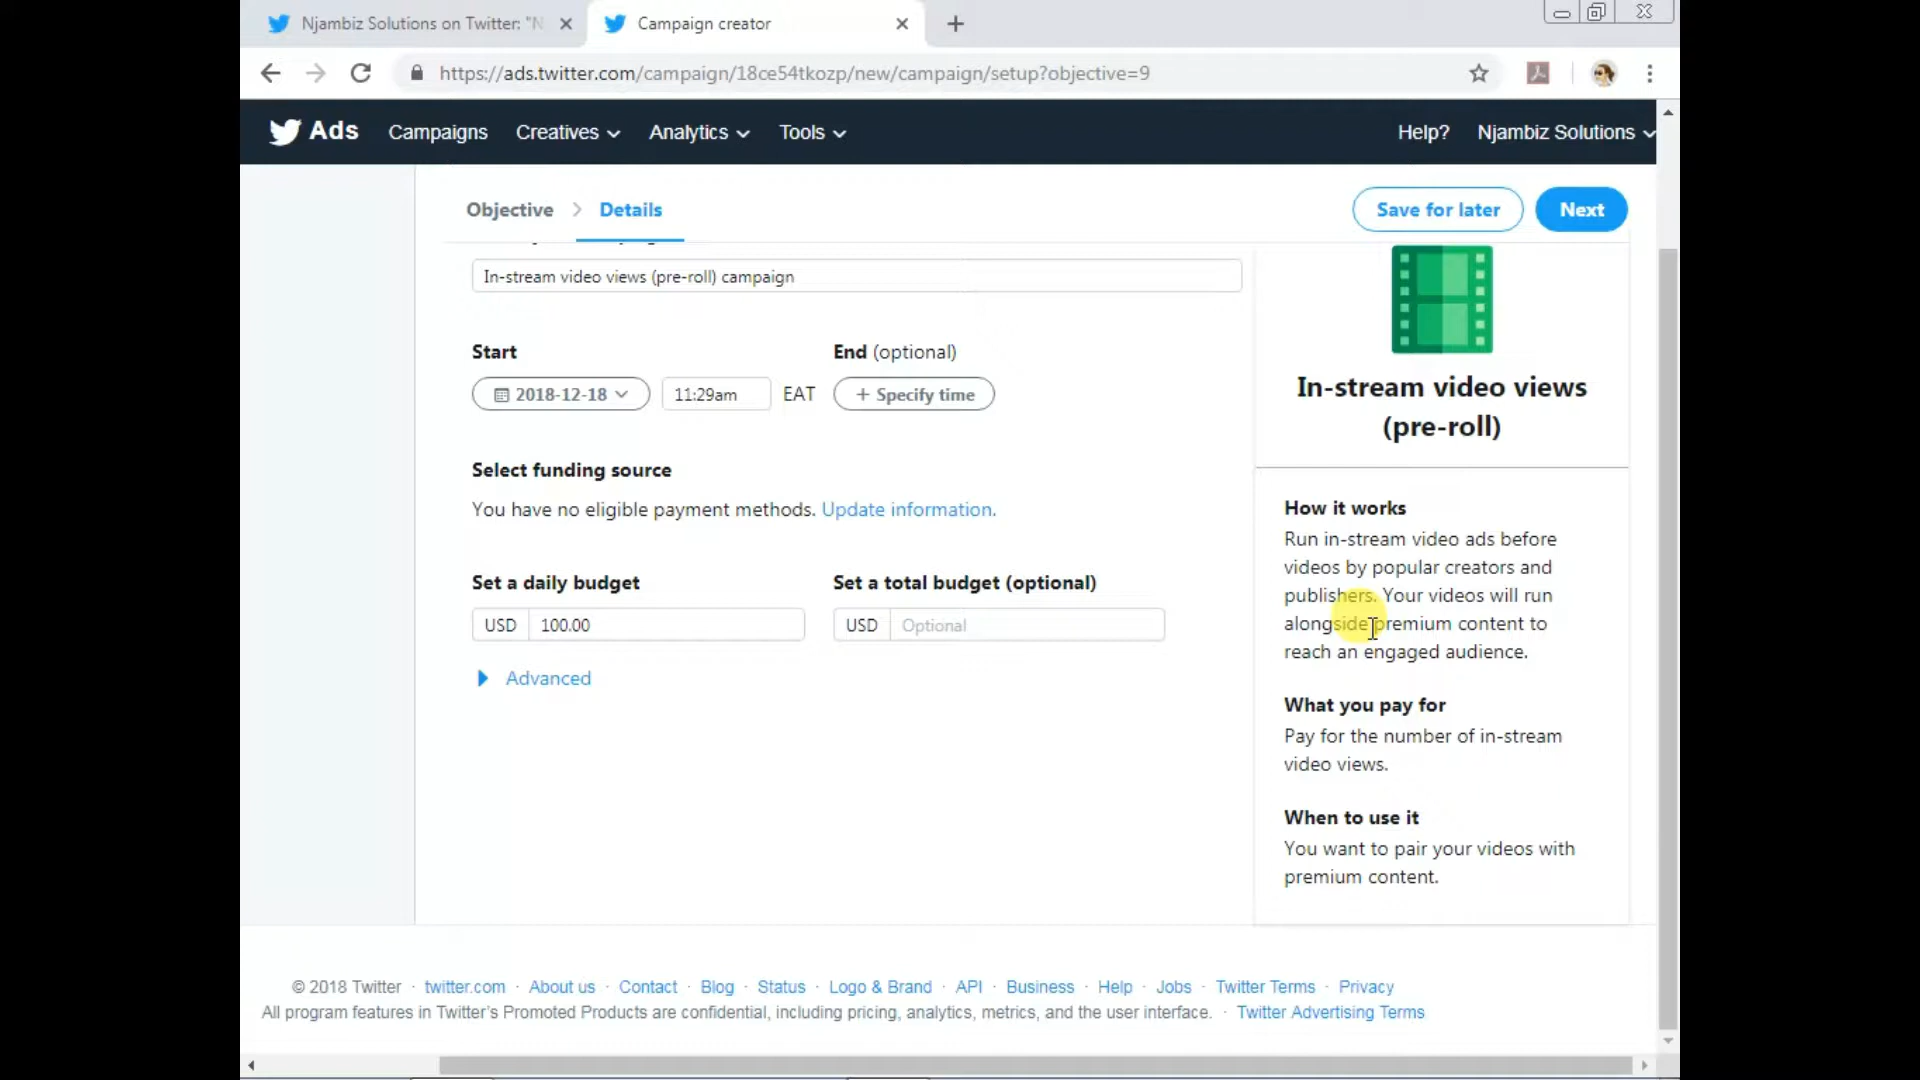 Njambiz Solutions on Twitter: "N
Campaign creator
https://ads.twitter.com/campaign/18ce54tkozp/new/campaign/setup?objective=9
Ads Campaigns Creatives Analytics Tools Help? Njambiz Solutions
Objective Details Save for later Next
In-stream video views (pre-roll) campaign
Start End (optional)
2018-12-18 11:29am EAT + Specify time
Select funding source
You have no eligible payment methods. Update information.
Set a daily budget Set a total budget (optional)
USD 100.00 USD Optional
Advanced
In-stream video views
(pre-roll)
How it works
Run in-stream video ads before
videos by popular creators and
publishers. Your videos will run
alongside premium content to
reach an engaged audience.
What you pay for
Pay for the number of in-stream
video views.
When to use it
You want to pair your videos with
premium content.
© 2018 Twitter · twitter.com · About us · Contact · Blog · Status · Logo & Brand · API · Business · Help · Jobs · Twitter Terms · Privacy
All program features in Twitter's Promoted Products are confidential, including pricing, analytics, metrics, and the user interface. · Twitter Advertising Terms